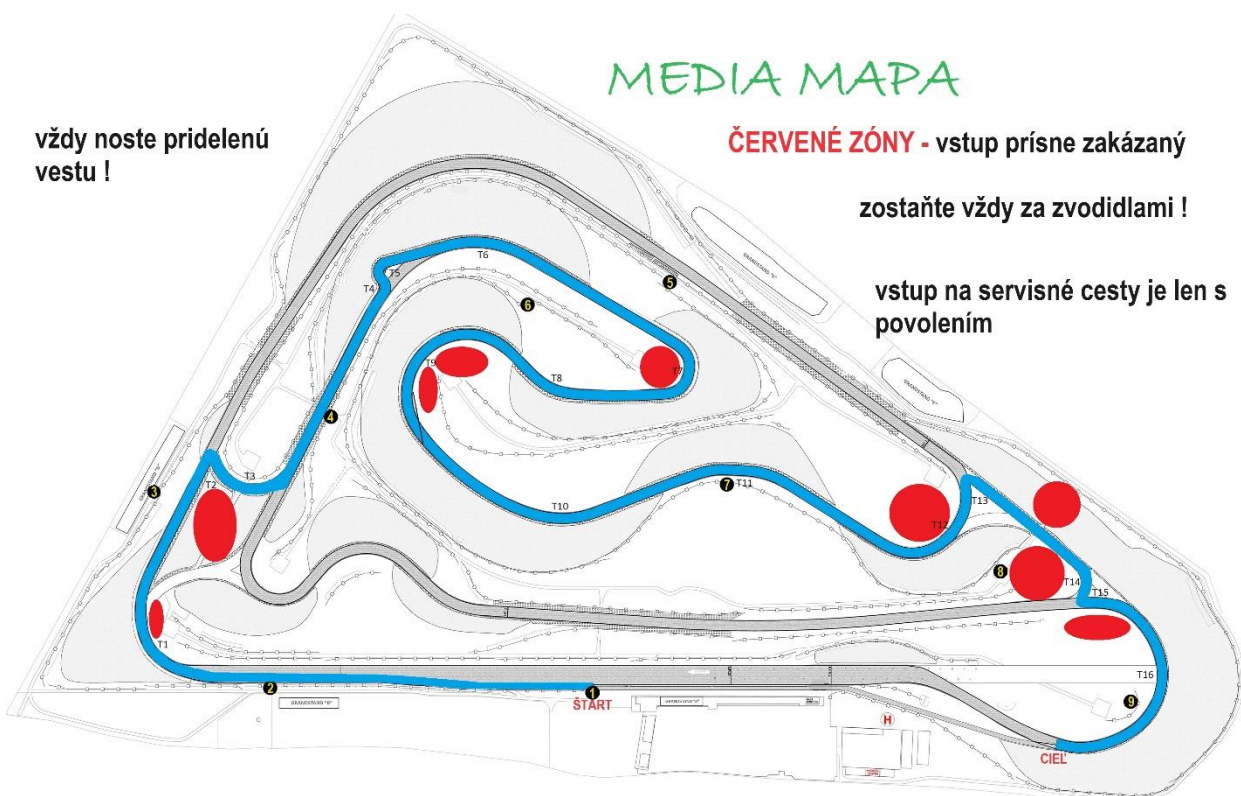 MEDIA MAPA
vždy noste pridelenú
vestu !
ČERVENÉ ZÓNY - vstup prísne zakázaný
zostaňte vždy za zvodidlami !
vstup na servisné cesty je len s
povolením
T6
T5
T4
5
6
T9
T7
T8
4
T3
3
T2
7
T11
T13
T10
T12
8
T14
T15
T1
T16
2
1
9
ŠTART
GRANDSTAND "B"
H
CIEĽ